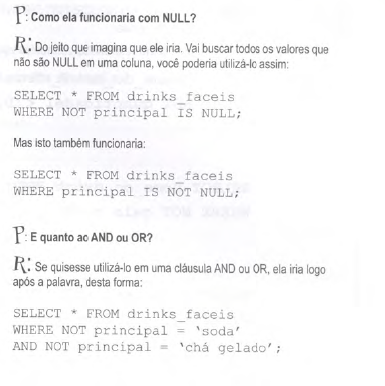 P: Como ela funcionaria com NULL?
R: Do jeito que imagina que ele iria. Vai buscar todos os valores que
não são NULL em uma coluna, você poderia utilizá-lo assim:
SELECT * FROM drinks_faceis
WHERE NOT principal IS NULL;
Mas isto também funcionaria:
SELECT * FROM drinks_faceis
WHERE principal IS NOT NULL;
P: E quanto ao AND ou OR?
R: Se quisesse utilizá-lo em uma cláusula AND ou OR, ela iria logo
após a palavra, desta forma:
SELECT * FROM drinks_faceis
WHERE NOT principal = 'soda'
AND NOT principal = 'chá gelado';